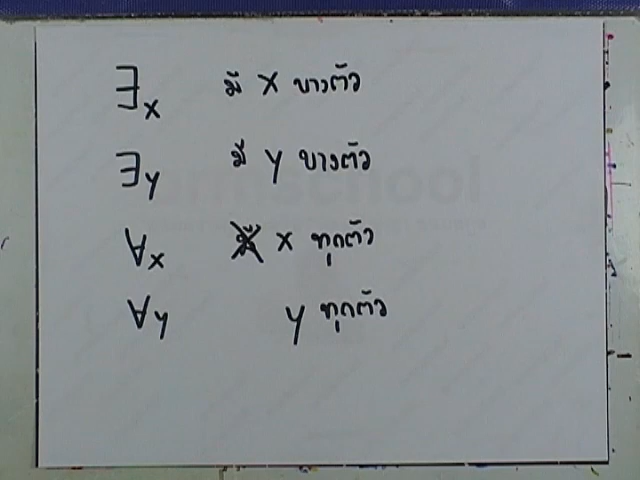 ∃x มี x บางตัว
∃y มี y บางตัว
∀x x ทุกตัว
∀y y ทุกตัว